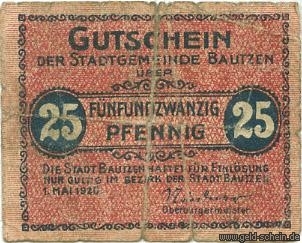 GUTSCHEIN
DER STADTGEMEINDE BAUTZEN
ÜBER
25 FÜNFUNDZWANZIG 25
PFENNIG
DIE STADT BAUTZEN HAFTET FÜR EINLÖSUNG
NUR GÜLTIG IM BEZIRK DER STADT BAUTZEN
1. MAI 1920
Oberbürgermeister
www.geld-schein.de